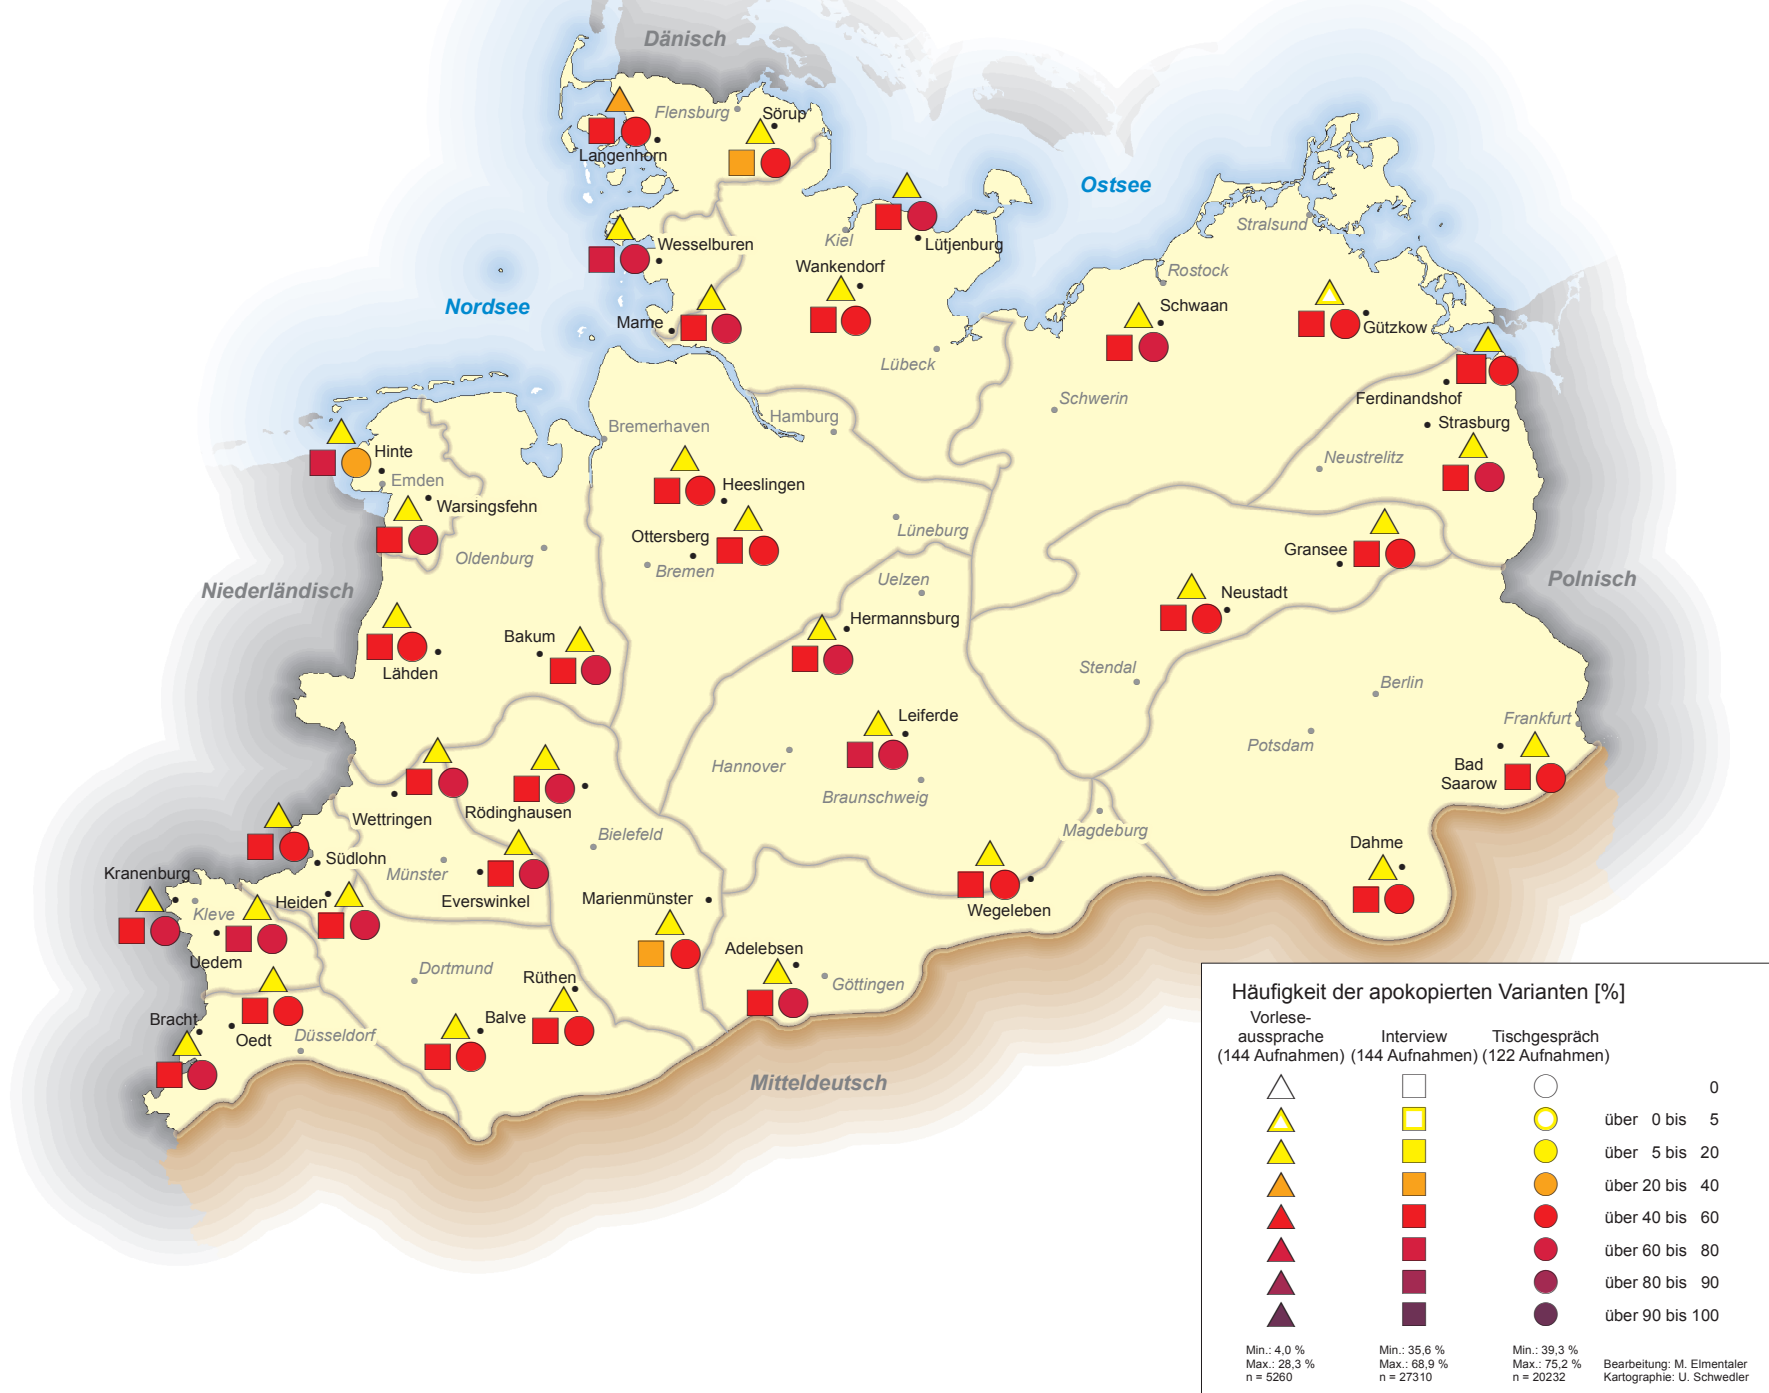 Dänisch
Flensburg
Sörup
Langenhorn
Ostsee
Stralsund
Kiel
Lütjenburg
Wesselburen
Wankendorf
Rostock
Nordsee
Schwaan
Marne
Gützkow
Lübeck
Schwerin
Ferdinandshof
Hamburg
Bremerhaven
Strasburg
Hinte
Neustrelitz
Emden
Heeslingen
Warsingsfehn
Ottersberg
Lüneburg
Oldenburg
Bremen
Gransee
Uelzen
Polnisch
Niederländisch
Neustadt
Hermannsburg
Bakum
Lähden
Stendal
Berlin
Leiferde
Frankfurt
Potsdam
Hannover
Bad
Saarow
Braunschweig
Wettringen
Rödinghausen
Bielefeld
Magdeburg
Dahme
Südlohn
Kranenburg
Münster
Everswinkel
Marienmünster
Heiden
Kleve
Wegeleben
Uedem
Adelebsen
Dortmund
Rüthen
Göttingen
Bracht
Balve
Oedt
Düsseldorf
Mitteldeutsch
Häufigkeit der apokopierten Varianten [%]
Vorlese-
aussprache Interview Tischgespräch
(144 Aufnahmen) (144 Aufnahmen) (122 Aufnahmen)
0
über 0 bis 5
über 5 bis 20
über 20 bis 40
über 40 bis 60
über 60 bis 80
über 80 bis 90
über 90 bis 100
Min.: 4,0 % Min.: 35,6 % Min.: 39,3 %
Max.: 28,3 % Max.: 68,9 % Max.: 75,2 % Bearbeitung: M. Elmentaler
n = 5260 n = 27310 n = 20232 Kartographie: U. Schwedler